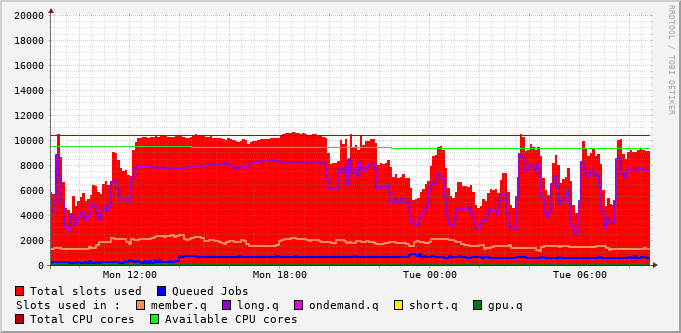 20000
18000
16000
14000
12000
10000
8000
6000
4000
2000
0
Mon 12:00 Mon 18:00 Tue 00:00 Tue 06:00
Total slots used Queued Jobs
Slots used in : member.q long.q ondemand.q short.q gpu.q
Total CPU cores Available CPU cores
RRDTOOL / TOBI OETIKER